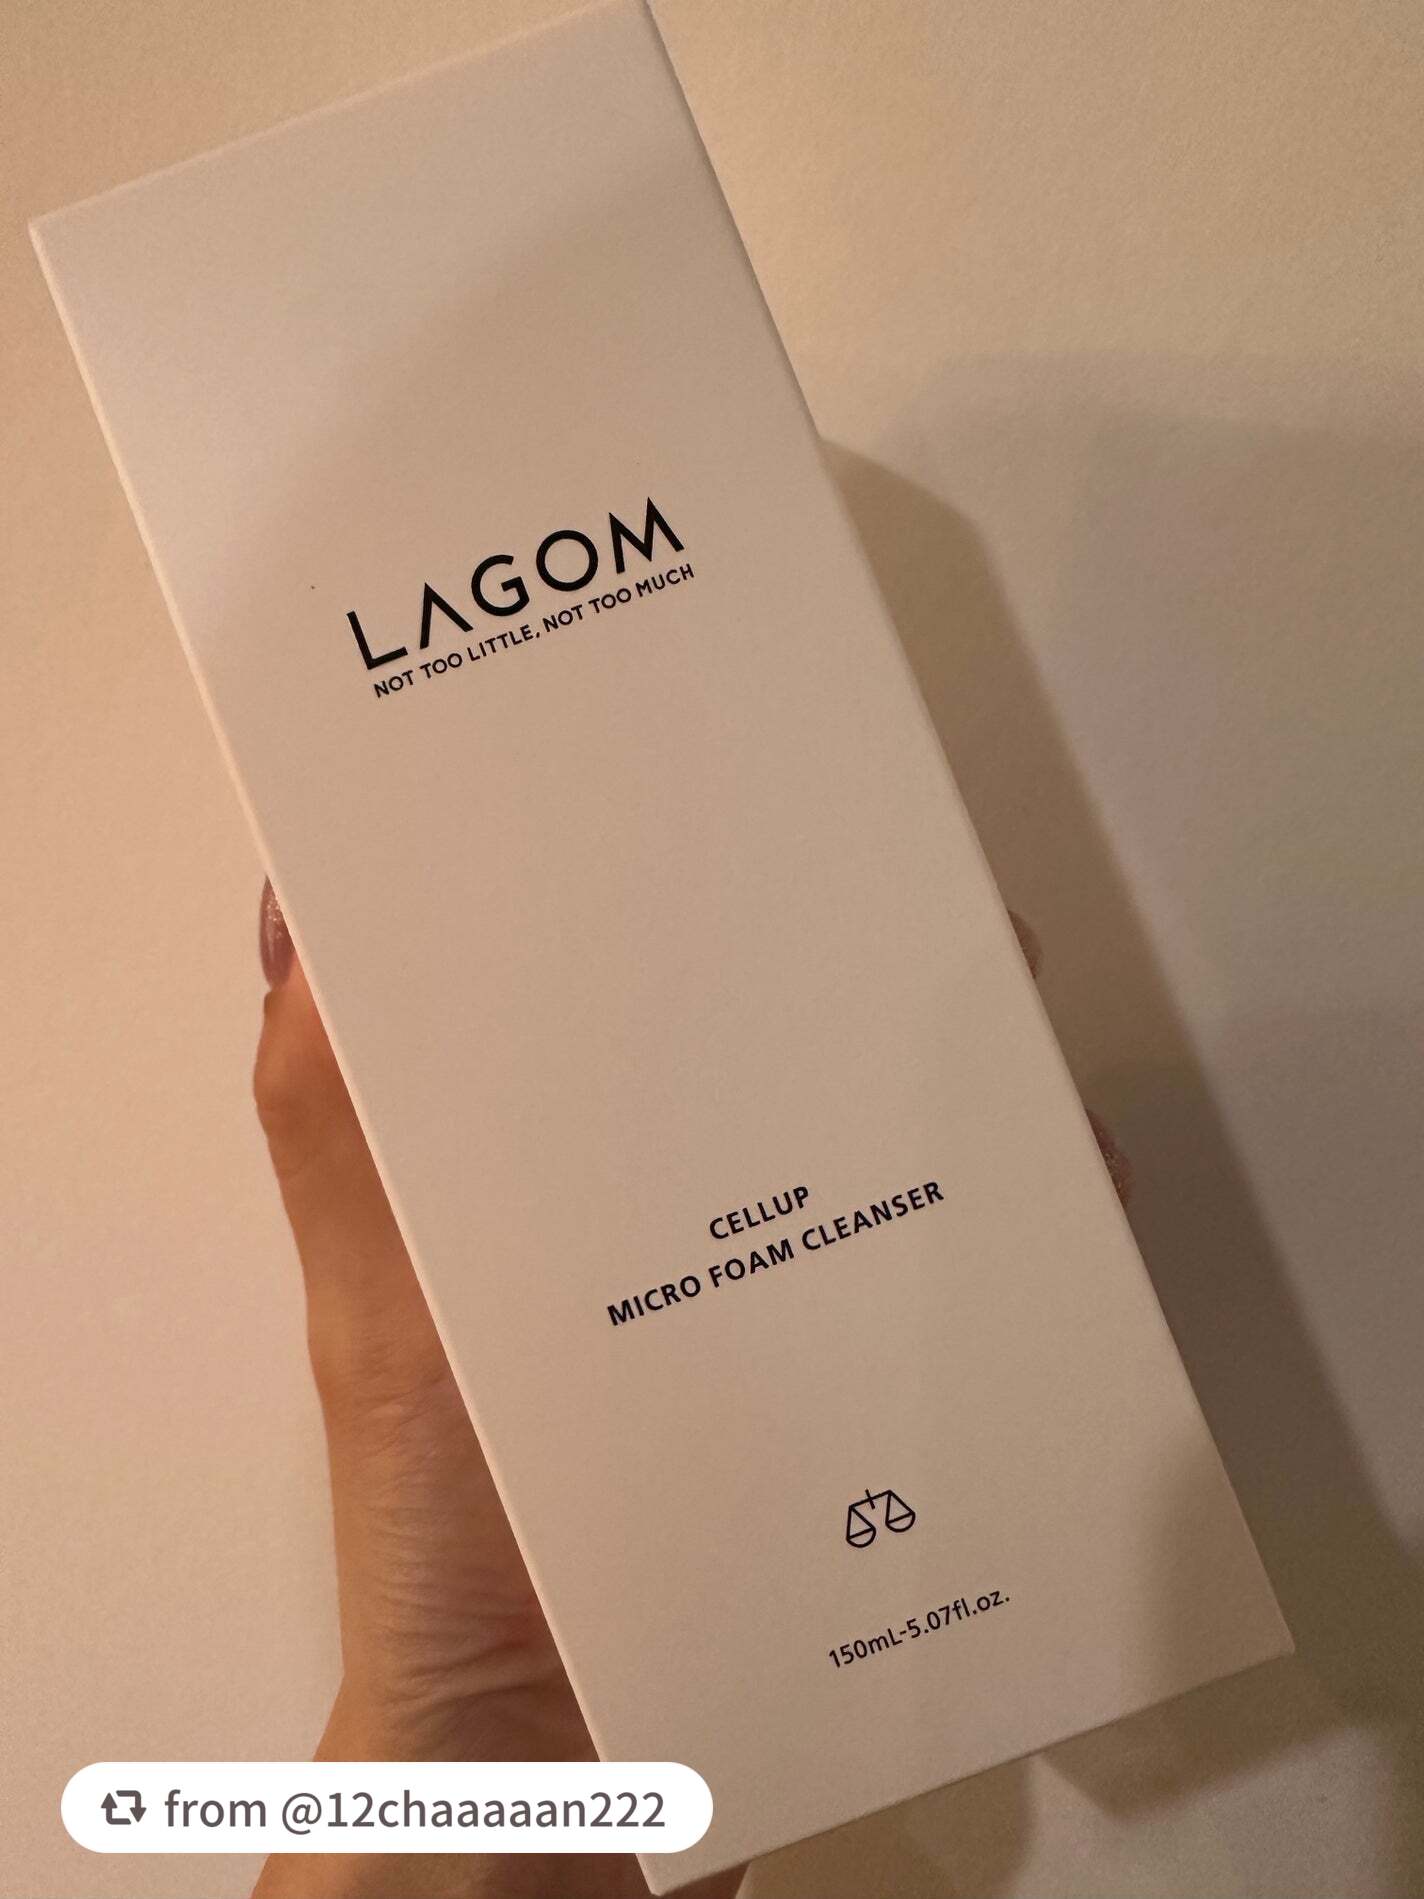 LAGOM
NOT TOO LITTLE, NOT TOO MUCH
CELLUP
MICRO FOAM CLEANSER
150mL-5.07fl.oz.
from @12chaaaaan222